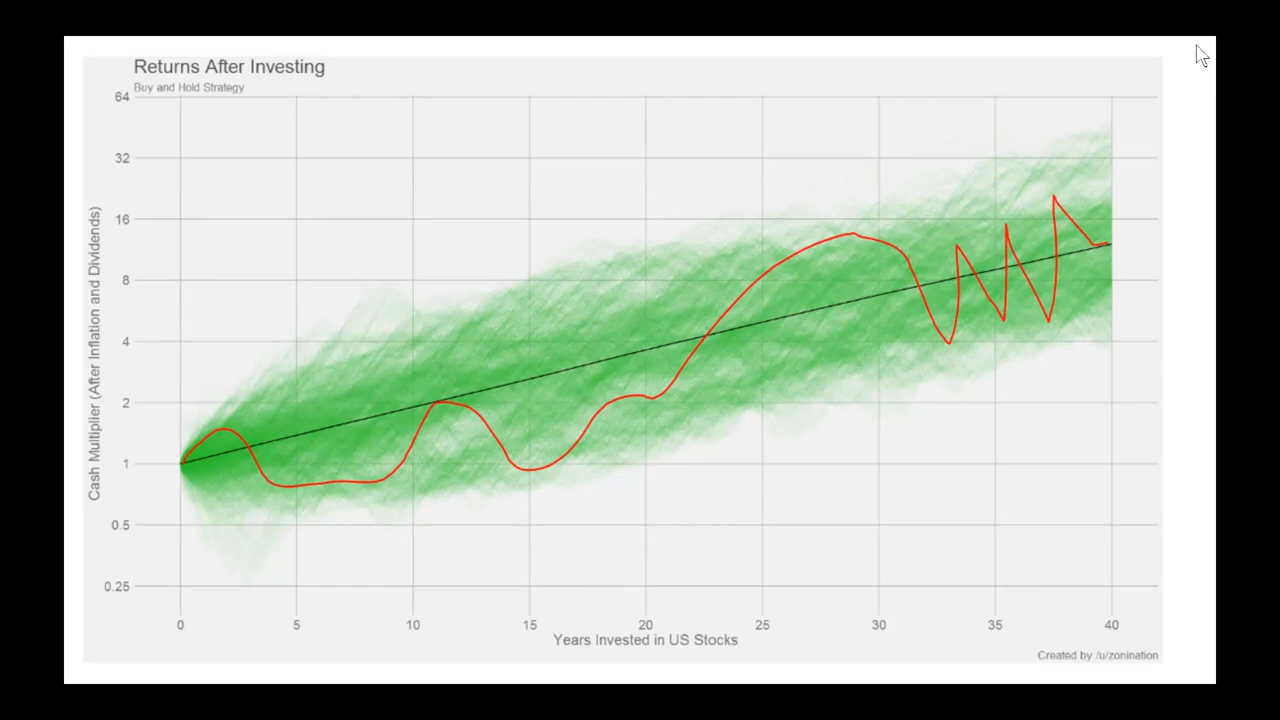 Returns After Investing
Buy and Hold Strategy
64
32
16
8
4
2
1
0.5
0.25
Cash Multiplier (After Inflation and Dividends)
0 5 10 15 20 25 30 35 40
Years Invested in US Stocks
Created by /u/zonination